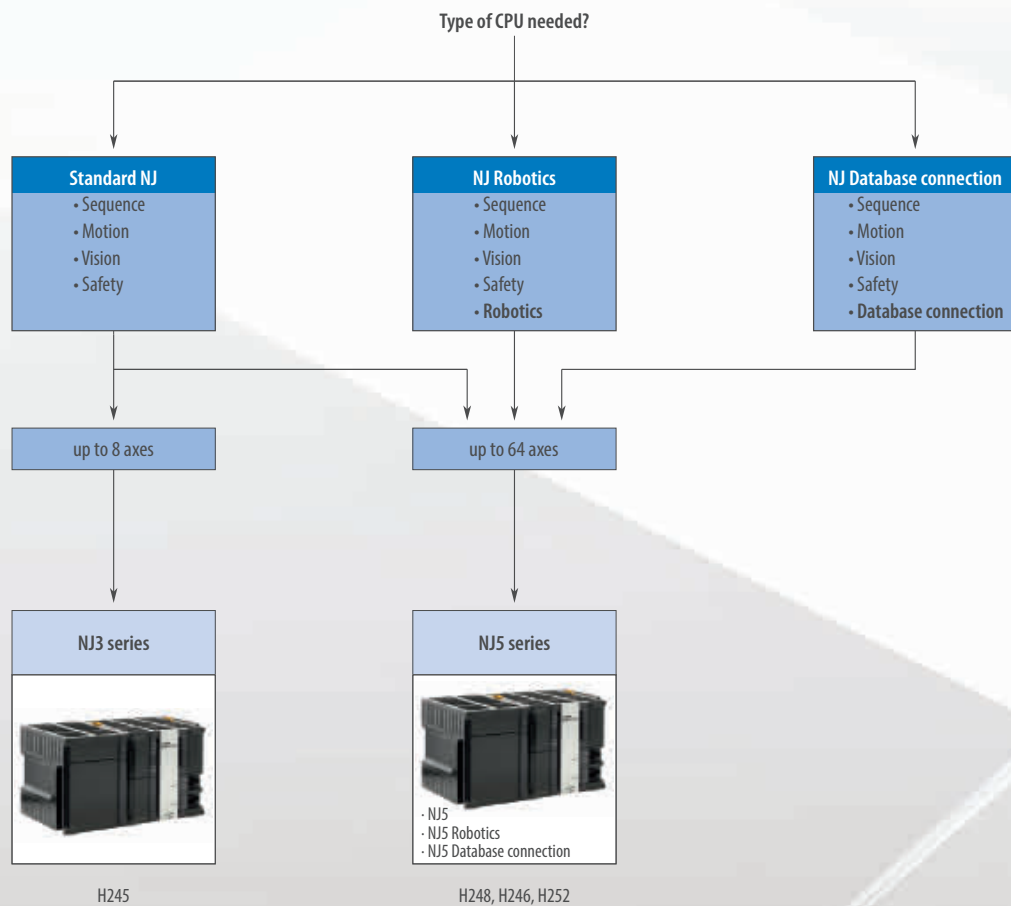 Type of CPU needed?
Standard NJ
• Sequence
• Motion
• Vision
• Safety
NJ Robotics
• Sequence
• Motion
• Vision
• Safety
• Robotics
NJ Database connection
• Sequence
• Motion
• Vision
• Safety
• Database connection
up to 8 axes
up to 64 axes
NJ3 series
NJ5 series
· NJ5
· NJ5 Robotics
· NJ5 Database connection
H245
H248, H246, H252